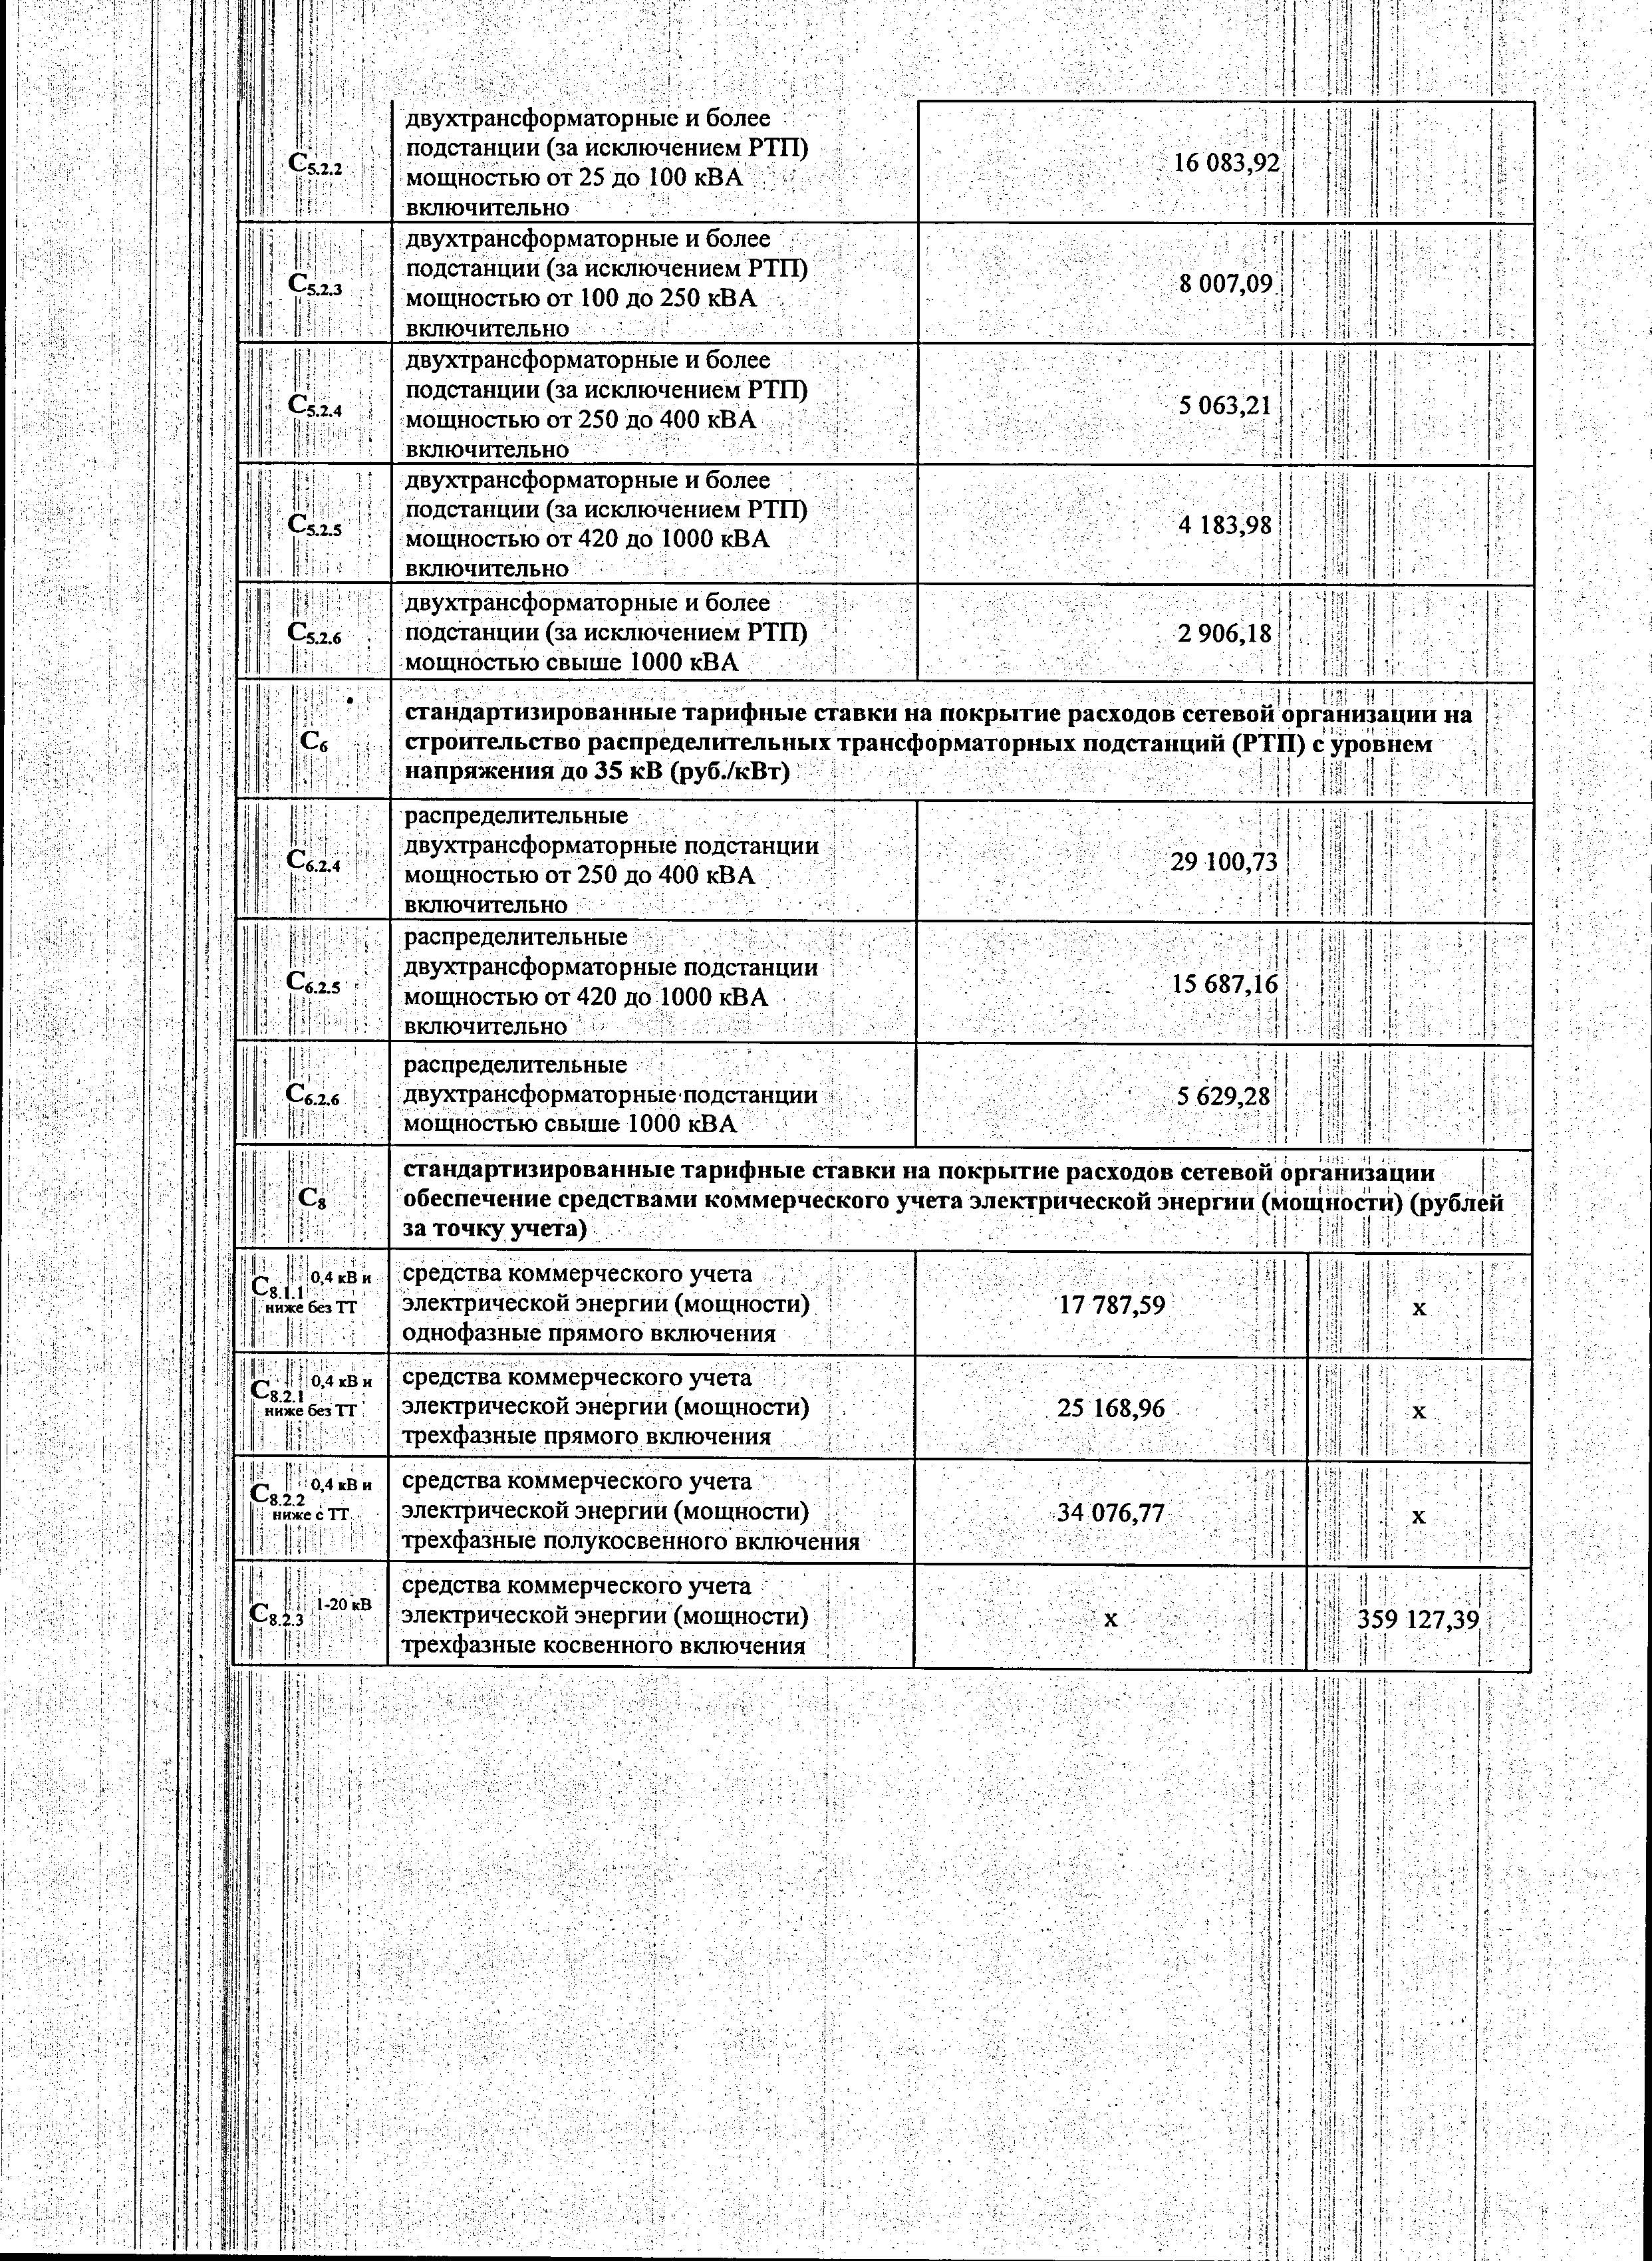 двухтрансформаторные и более
подстанции (за исключением РТП)
C5.2.2
16 083,92
мощностью от 25 до 100 кВА
включительно
двухтрансформаторные и более
подстанции (за исключением РТП)
C5.2.3
8 007,09
мощностью от 100 до 250 кВА
включительно
двухтрансформаторные и более
подстанции (за исключением РТП)
C5.2.4
5 063,21
мощностью от 250 до 400 кВА
включительно
двухтрансформаторные и более
подстанции (за исключением РТП)
C5.2.5
4 183,98
мощностью от 420 до 1000 кВА
включительно
двухтрансформаторные и более
C5.2.6
подстанции (за исключением РТП)
2 906,18
мощностью свыше 1000 кВА
C6
стандартизированные тарифные ставки на покрытие расходов сетевой организации на
строительство распределительных трансформаторных подстанций (РТП) с уровнем
напряжения до 35 кВ (руб./кВт)
распределительные
двухтрансформаторные подстанции
C6.2.4
29 100,73
мощностью от 250 до 400 кВА
включительно
распределительные
двухтрансформаторные подстанции
C6.2.5
15 687,16
мощностью от 420 до 1000 кВА
включительно
распределительные
C6.2.6
двухтрансформаторные подстанции
5 629,28
мощностью свыше 1000 кВА
C8
стандартизированные тарифные ставки на покрытие расходов сетевой организации
обеспечение средствами коммерческого учета электрической энергии (мощности) (рублей
за точку учета)
C8.1.1 0,4 кВ и
ниже без ТТ
средства коммерческого учета
электрической энергии (мощности)
однофазные прямого включения
17 787,59
х
C8.2.1 0,4 кВ и
ниже без ТТ
средства коммерческого учета
электрической энергии (мощности)
трехфазные прямого включения
25 168,96
х
C8.2.2 0,4 кВ и
ниже с ТТ
средства коммерческого учета
электрической энергии (мощности)
трехфазные полукосвенного включения
34 076,77
х
C8.2.3 1-20 кВ
средства коммерческого учета
электрической энергии (мощности)
трехфазные косвенного включения
х
359 127,39